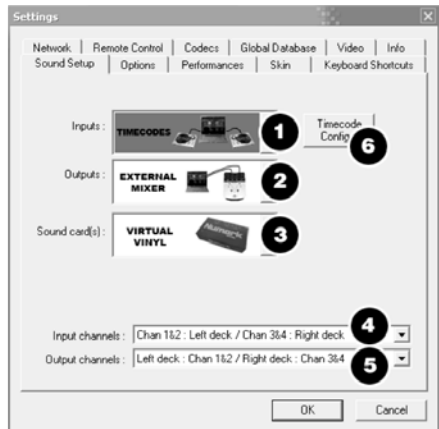 Settings
Network Remote Control Codecs Global Database Video Info
Sound Setup Options Performances Skin Keyboard Shortcuts
Inputs : TIMECODES 1 Timecode
Config 6
Outputs : EXTERNAL MIXER 2
Sound card(s) : VIRTUAL VINYL Numark 3
Input channels : Chan 1&2 : Left deck / Chan 3&4 : Right deck 4
Output channels : Left deck : Chan 1&2 / Right deck : Chan 3&4 5
OK Cancel